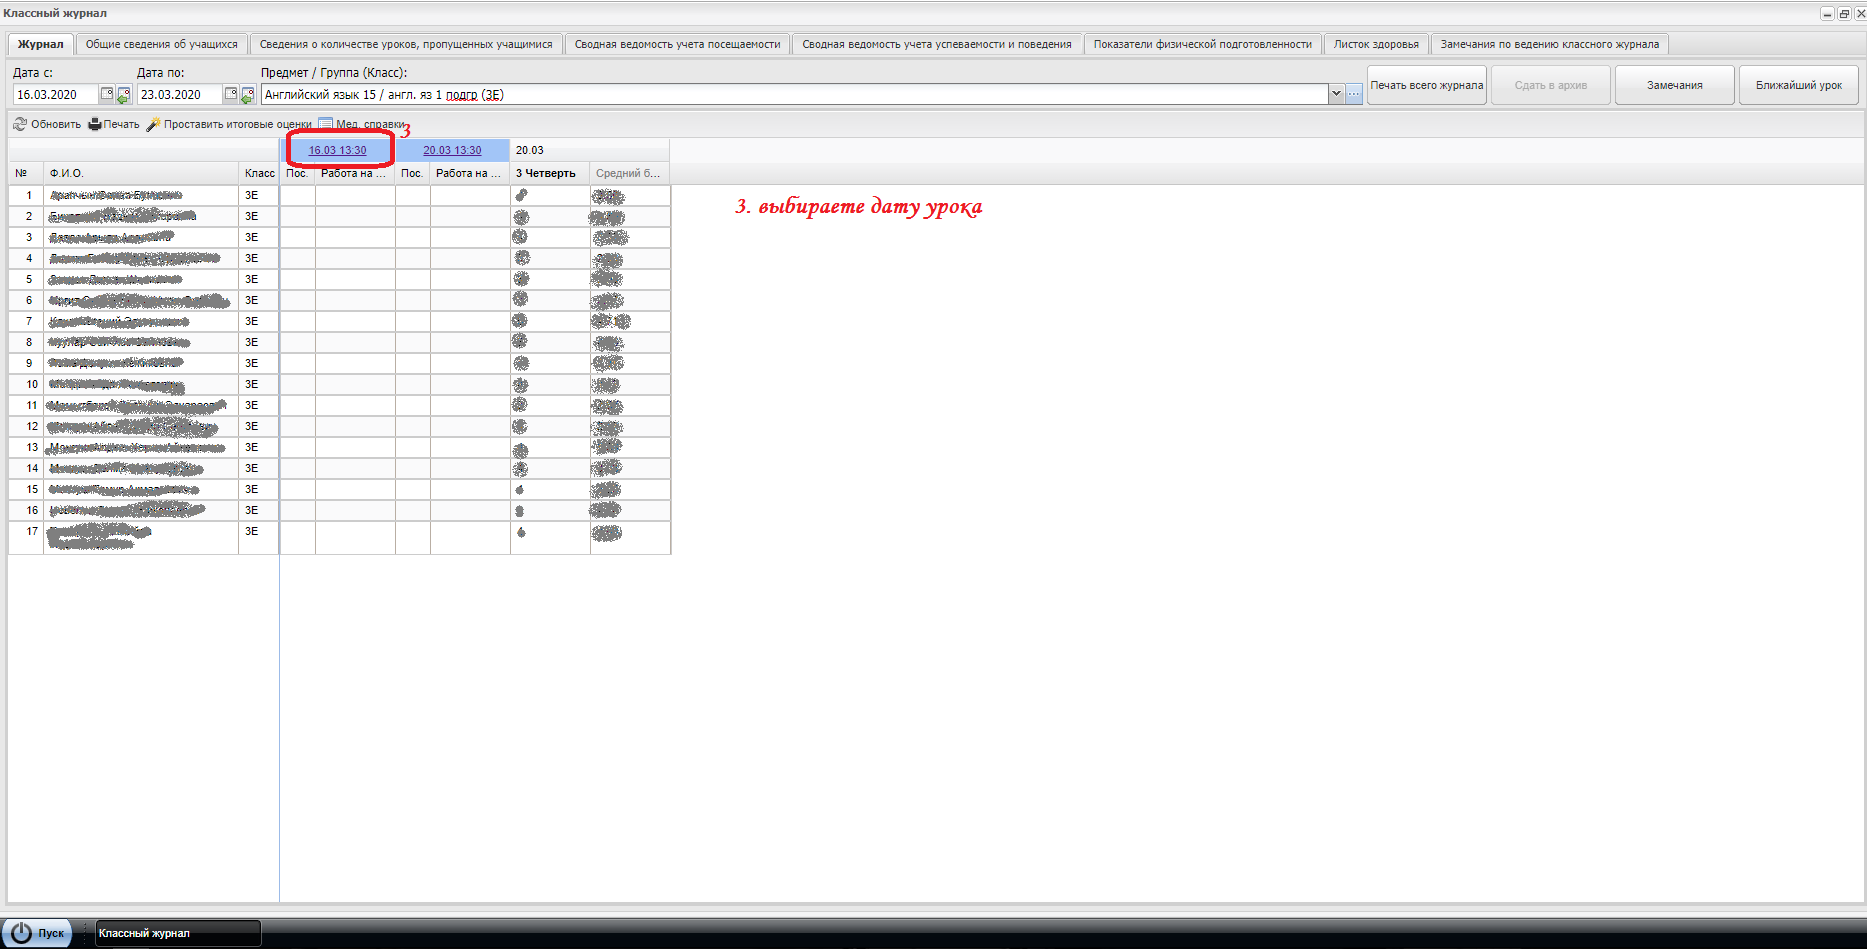 Классный журнал
Журнал Общие сведения об учащихся Сведения о количестве уроков, пропущенных учащимися Сводная ведомость учета посещаемости Сводная ведомость учета успеваемости и поведения Показатели физической подготовленности Листок здоровья Замечания по ведению классного журнала
Дата с: Дата по: Предмет / Группа (Класс):
16.03.2020 23.03.2020 Английский язык 15 / англ. яз 1 подгр (3Е)
Печать всего журнала Сдать в архив Замечания Ближайший урок
Обновить Печать Проставить итоговые оценки Мед. справки
3
16.03 13:30 20.03 13:30 20.03
№ Ф.И.О. Класс Пос. Работа на ... Пос. Работа на ... 3 Четверть Средний б...
1 3Е
3. выбираете дату урока
2 3Е
3 3Е
4 3Е
5 3Е
6 3Е
7 3Е
8 3Е
9 3Е
10 3Е
11 3Е
12 3Е
13 3Е
14 3Е
15 3Е
16 3Е
17 3Е
Пуск Классный журнал